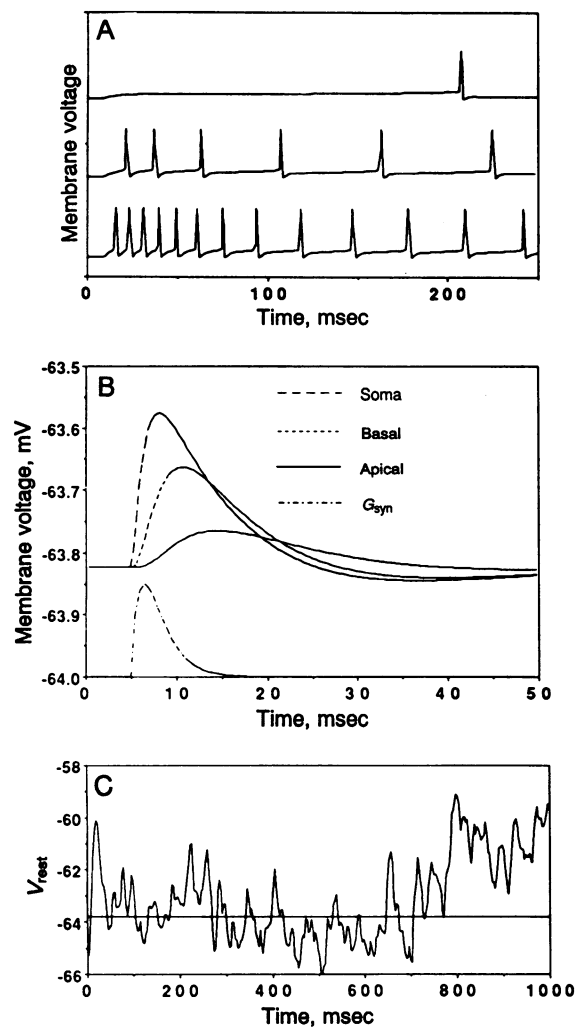 A
Membrane voltage
0 100 200
Time, msec
B
Membrane voltage, mV
-63.5
-63.6
-63.7
-63.8
-63.9
-64.0
Soma
Basal
Apical
Gsyn
0 10 20 30 40 50
Time, msec
C
Vrest
-58
-60
-62
-64
-66
0 200 400 600 800 1000
Time, msec